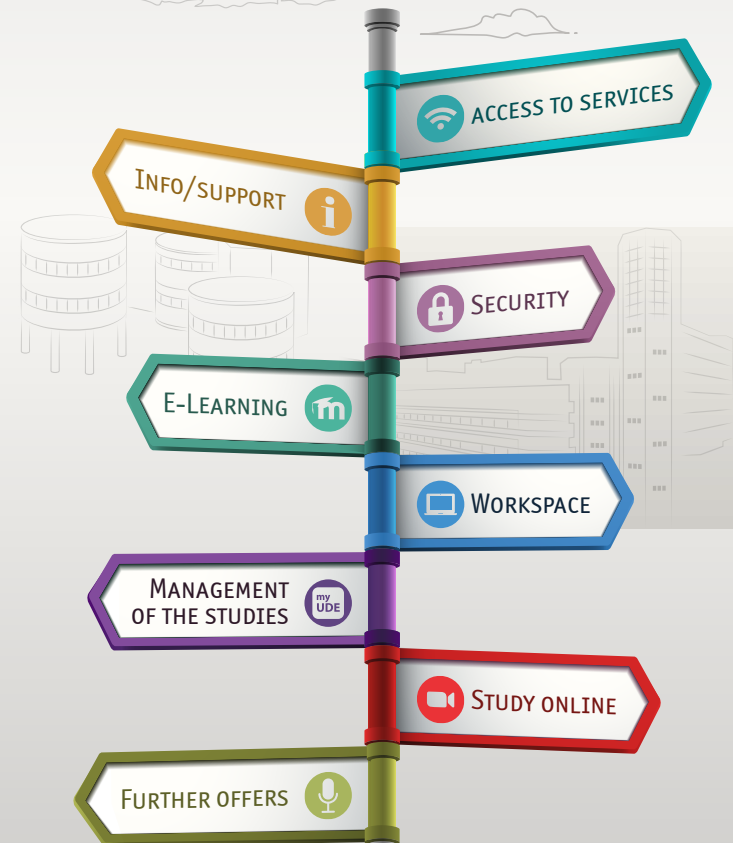 ACCESS TO SERVICES
INFO/SUPPORT
SECURITY
E-LEARNING
WORKSPACE
MANAGEMENT
OF THE STUDIES
my
UDE
STUDY ONLINE
FURTHER OFFERS